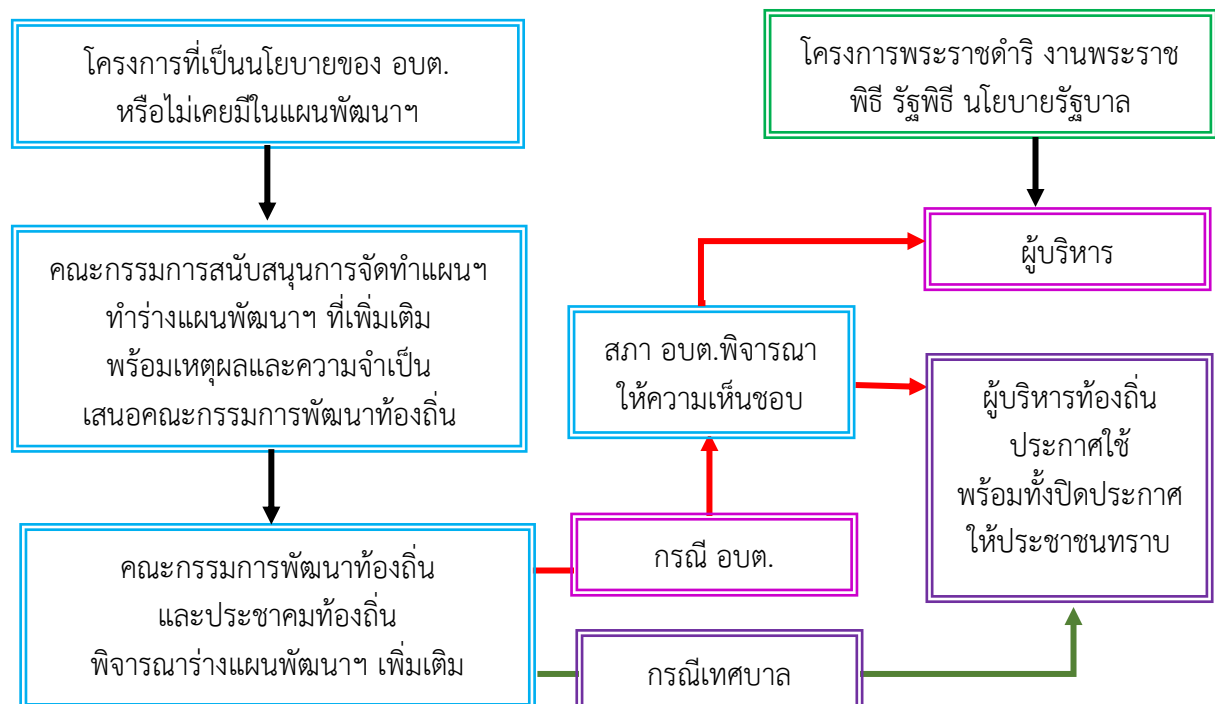 โครงการที่เป็นนโยบายของ อบต.
หรือไม่เคยมีในแผนพัฒนาฯ
โครงการพระราชดำริ งานพระราช
พิธี รัฐพิธี นโยบายรัฐบาล
คณะกรรมการสนับสนุนการจัดทำแผนฯ
ทำร่างแผนพัฒนาฯ ที่เพิ่มเติม
พร้อมเหตุผลและความจำเป็น
เสนอคณะกรรมการพัฒนาท้องถิ่น
ผู้บริหาร
สภา อบต.พิจารณา
ให้ความเห็นชอบ
ผู้บริหารท้องถิ่น
ประกาศใช้
พร้อมทั้งปิดประกาศ
ให้ประชาชนทราบ
คณะกรรมการพัฒนาท้องถิ่น
และประชาคมท้องถิ่น
พิจารณาร่างแผนพัฒนาฯ เพิ่มเติม
กรณี อบต.
กรณีเทศบาล